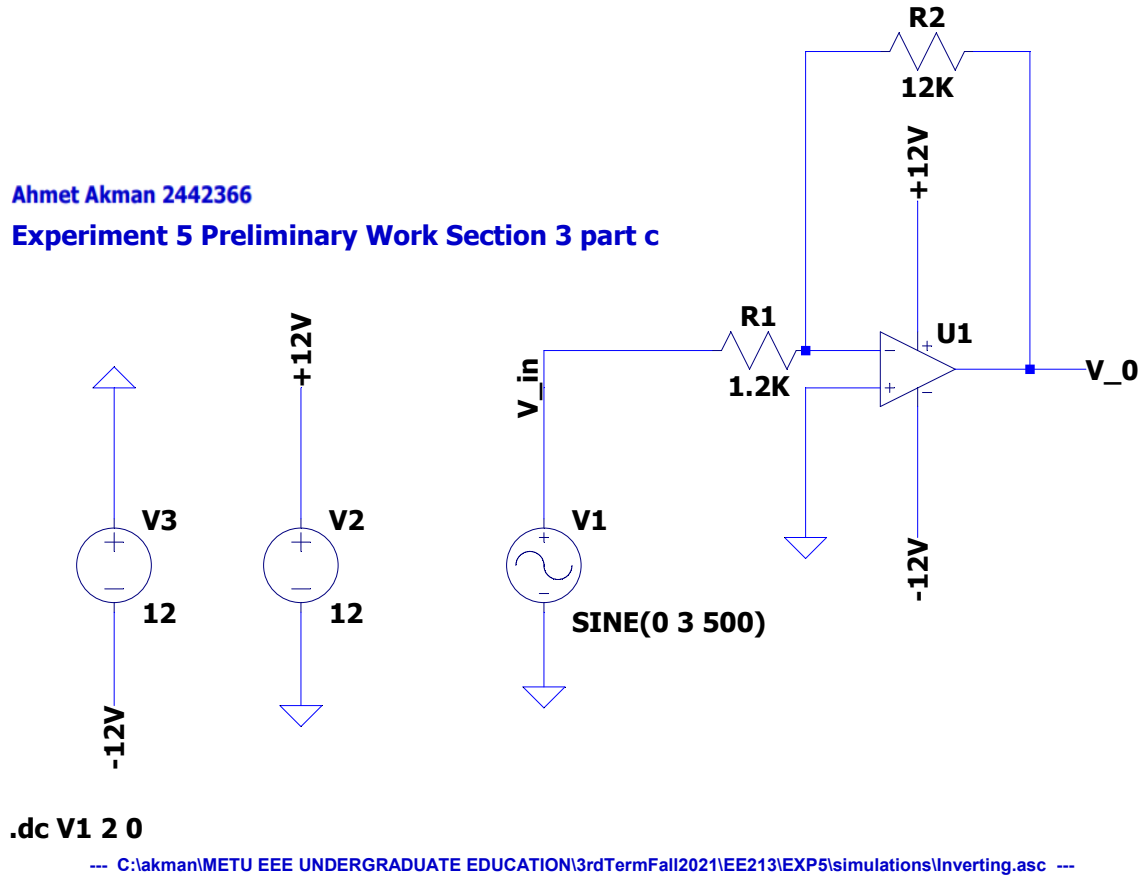 R2
12K
+12V
Ahmet Akman 2442366
Experiment 5 Preliminary Work Section 3 part c
R1
1.2K
U1
V_in
V_0
+12V
-12V
V3
12
V2
12
V1
SINE(0 3 500)
-12V
.dc V1 2 0
--- C:\akman\METU EEE UNDERGRADUATE EDUCATION\3rdTermFall2021\EE213\EXP5\simulations\Inverting.asc ---